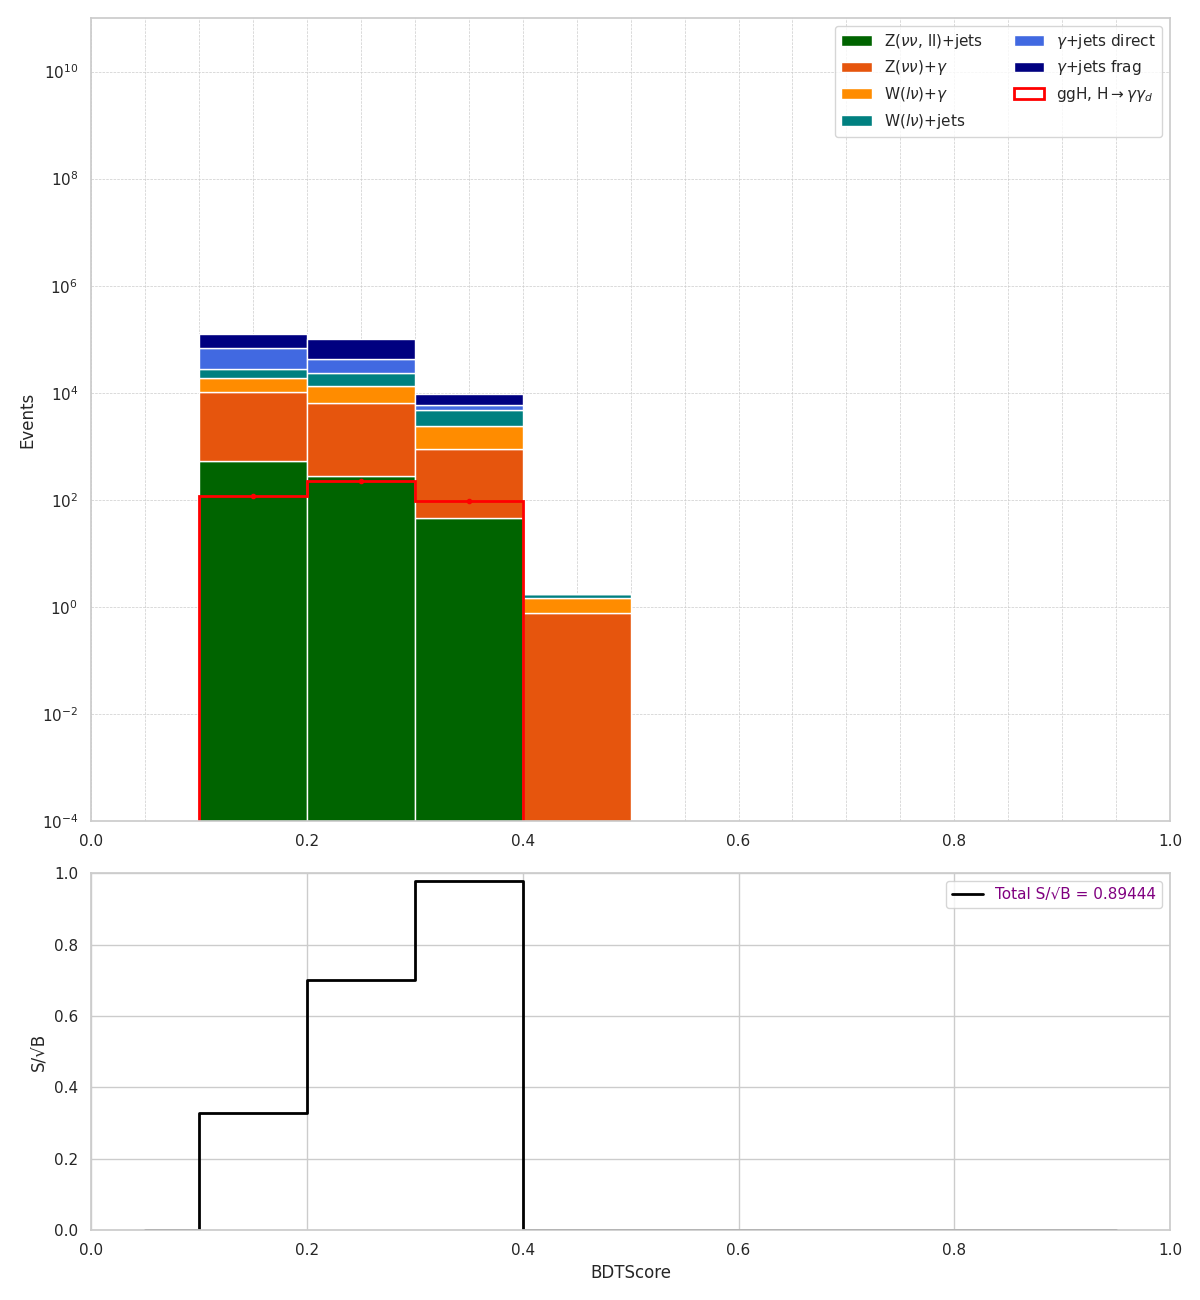 Z(νν, ll)+jets
Z(νν)+γ
W(lν)+γ
W(lν)+jets
γ+jets direct
γ+jets frag
ggH, H→γγ_d
10^10
10^8
10^6
10^4
10^2
10^0
10^−2
10^−4
Events
0.0 0.2 0.4 0.6 0.8 1.0
Total S/√B = 0.89444
1.0
0.8
0.6
0.4
0.2
0.0
S/√B
0.0 0.2 0.4 0.6 0.8 1.0
BDTScore